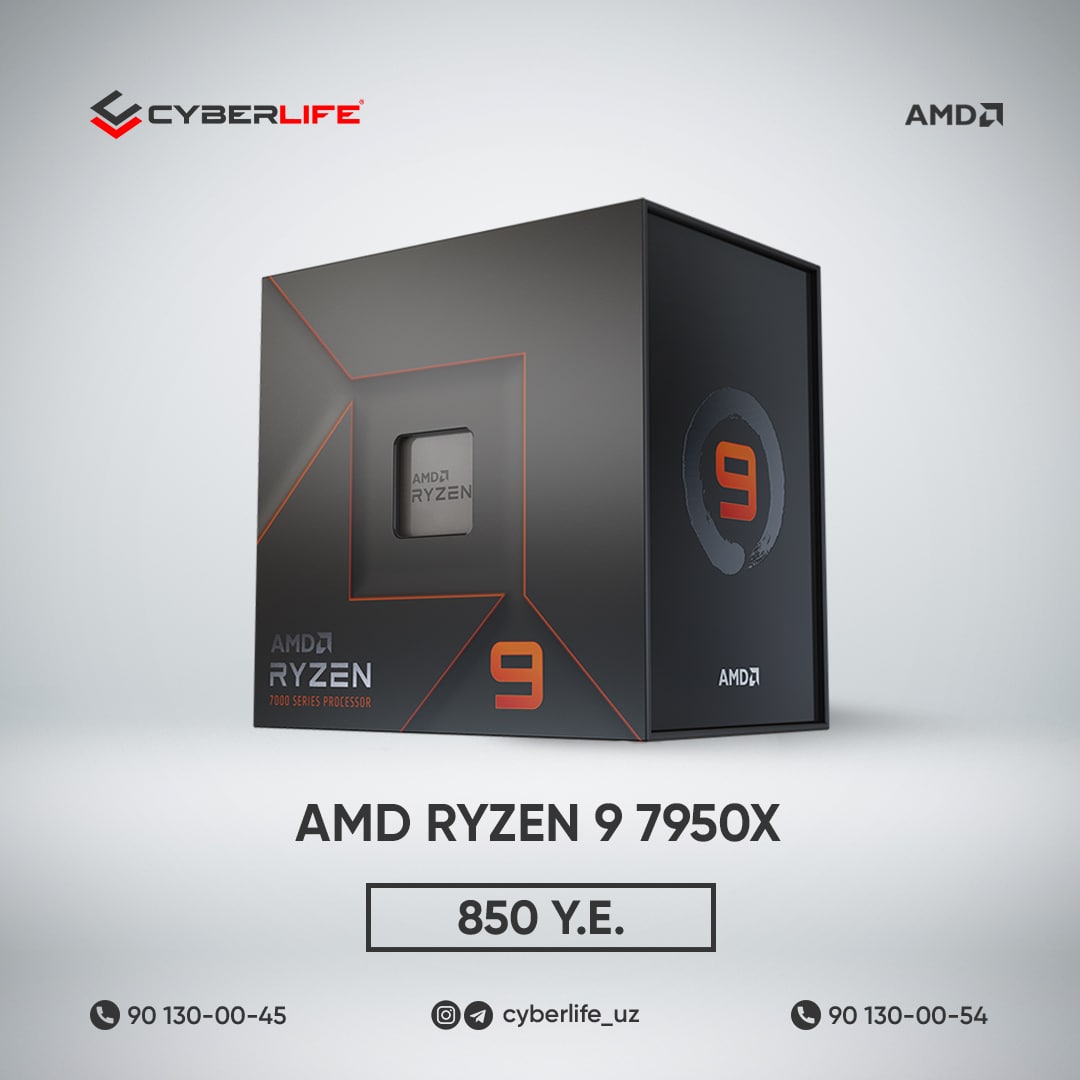 CYBERLIFE®
AMD
AMD
RYZEN
9
AMD
RYZEN
7000 SERIES PROCESSOR
9
AMD
AMD RYZEN 9 7950X
850 Y.E.
90 130-00-45
cyberlife_uz
90 130-00-54